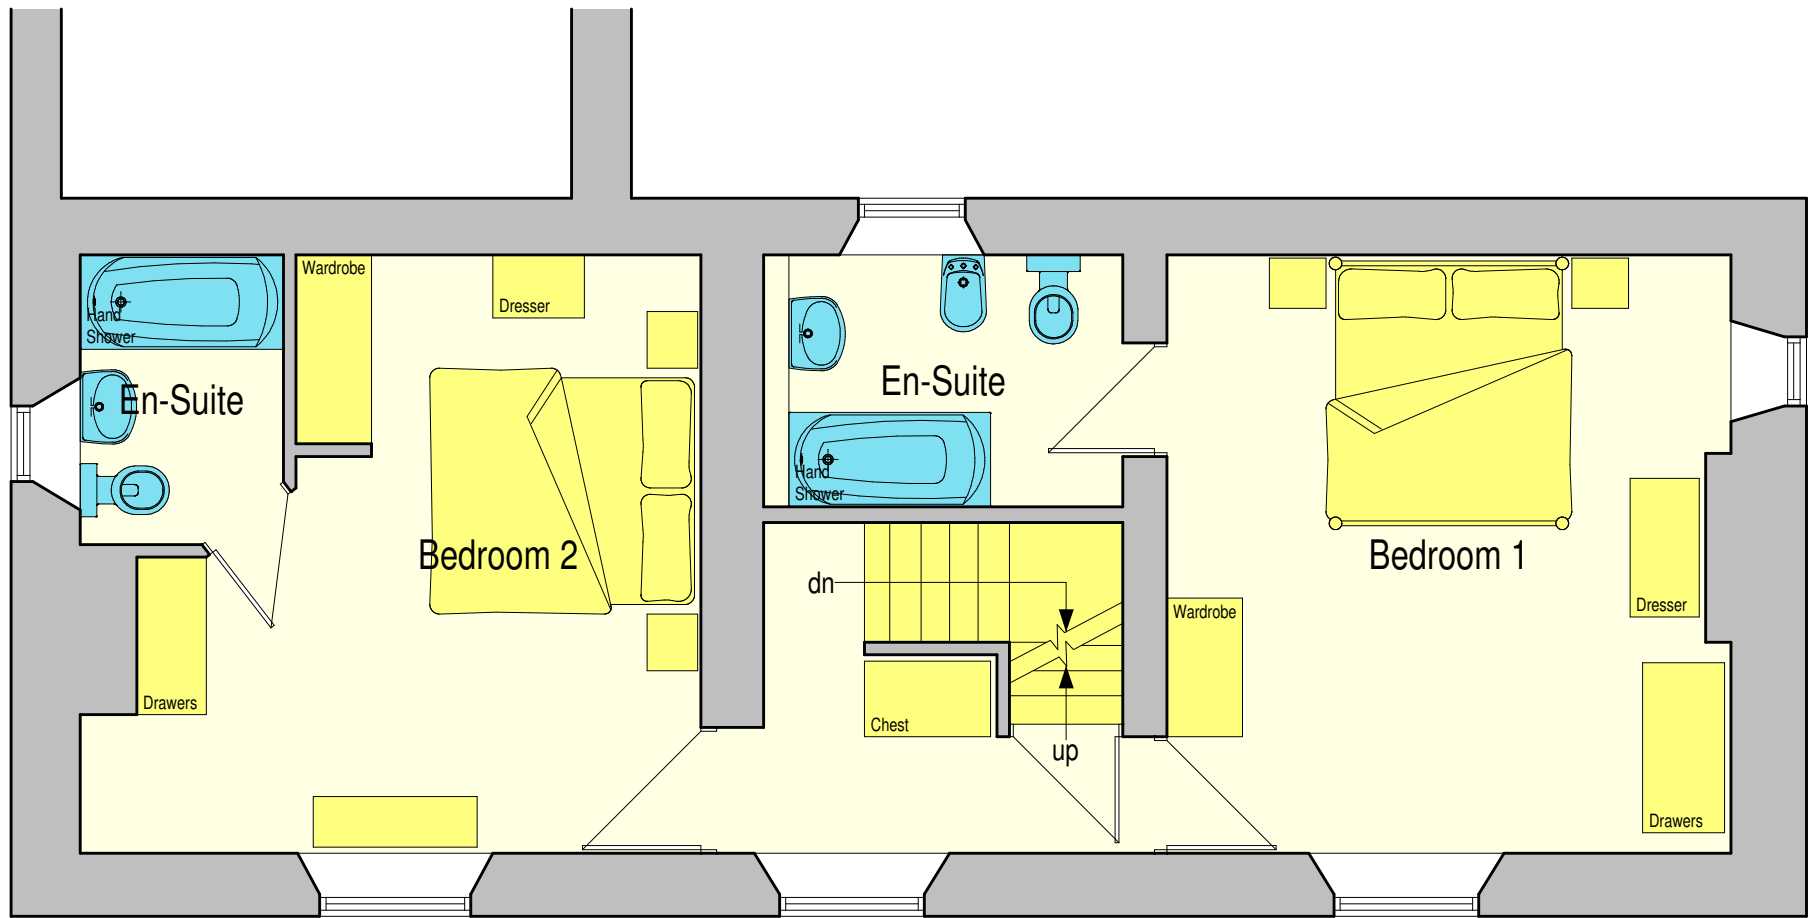 Wardrobe
Dresser
Hand
Shower
En-Suite
Bedroom 2
Drawers
En-Suite
Hand
Shower
dn
Chest
up
Bedroom 1
Wardrobe
Dresser
Drawers